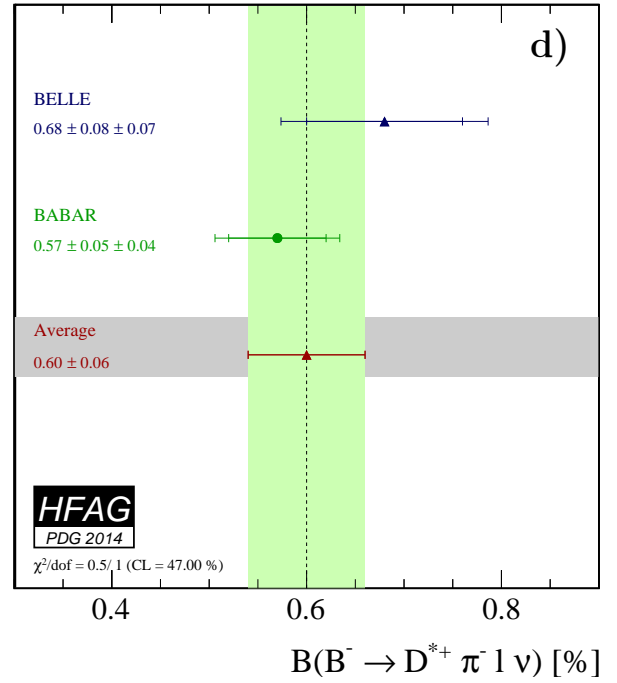 d)
BELLE
0.68 ± 0.08 ± 0.07
BABAR
0.57 ± 0.05 ± 0.04
Average
0.60 ± 0.06
HFAG
PDG 2014
χ²/dof = 0.5/ 1 (CL = 47.00 %)
0.4 0.6 0.8
B(B⁻ → D*⁺ π⁻ l ν) [%]